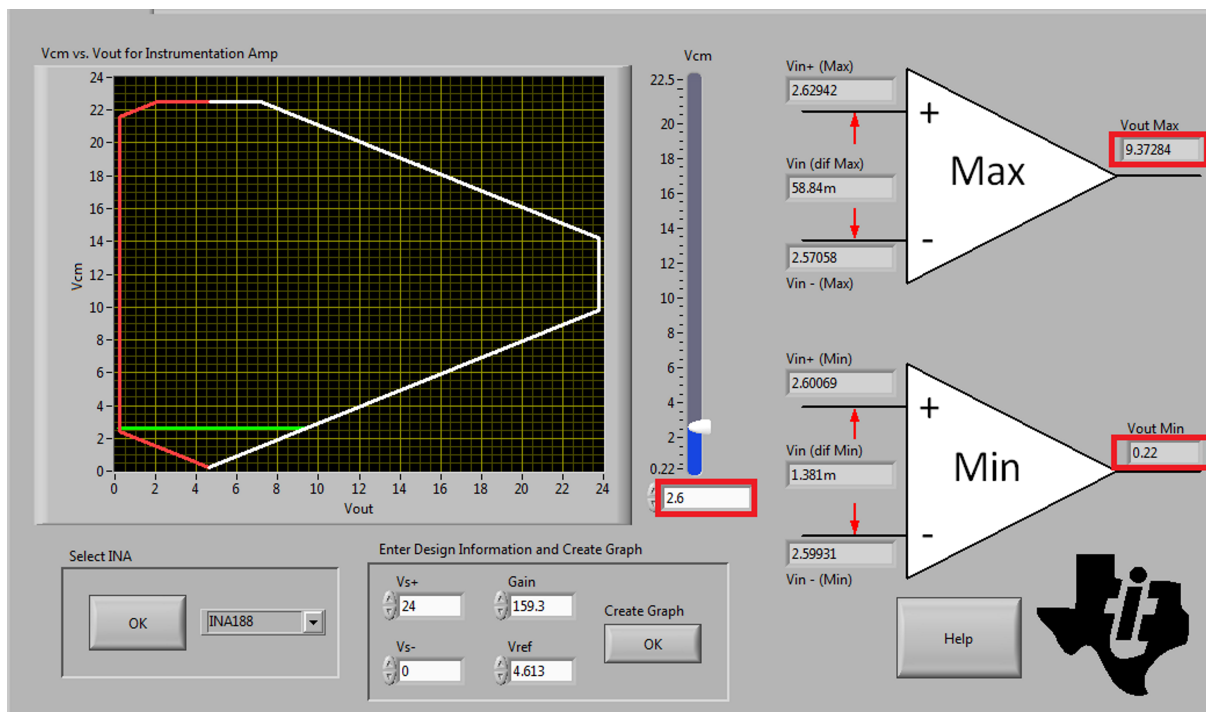 Vcm vs. Vout for Instrumentation Amp
24
22
20
18
16
14
12
10
8
6
4
2
0
Vcm
0 2 4 6 8 10 12 14 16 18 20 22 24
Vout
Vcm
22.5
20
18
16
14
12
10
8
6
4
2
0.22
2.6
Vin+ (Max)
2.62942
Vin (dif Max)
58.84m
2.57058
Vin - (Max)
+
Max
-
Vout Max
9.37284
Vin+ (Min)
2.60069
Vin (dif Min)
1.381m
2.59931
Vin - (Min)
+
Min
-
Vout Min
0.22
Select INA
OK
INA188
Enter Design Information and Create Graph
Vs+
24
Gain
159.3
Vs-
0
Vref
4.613
Create Graph
OK
Help